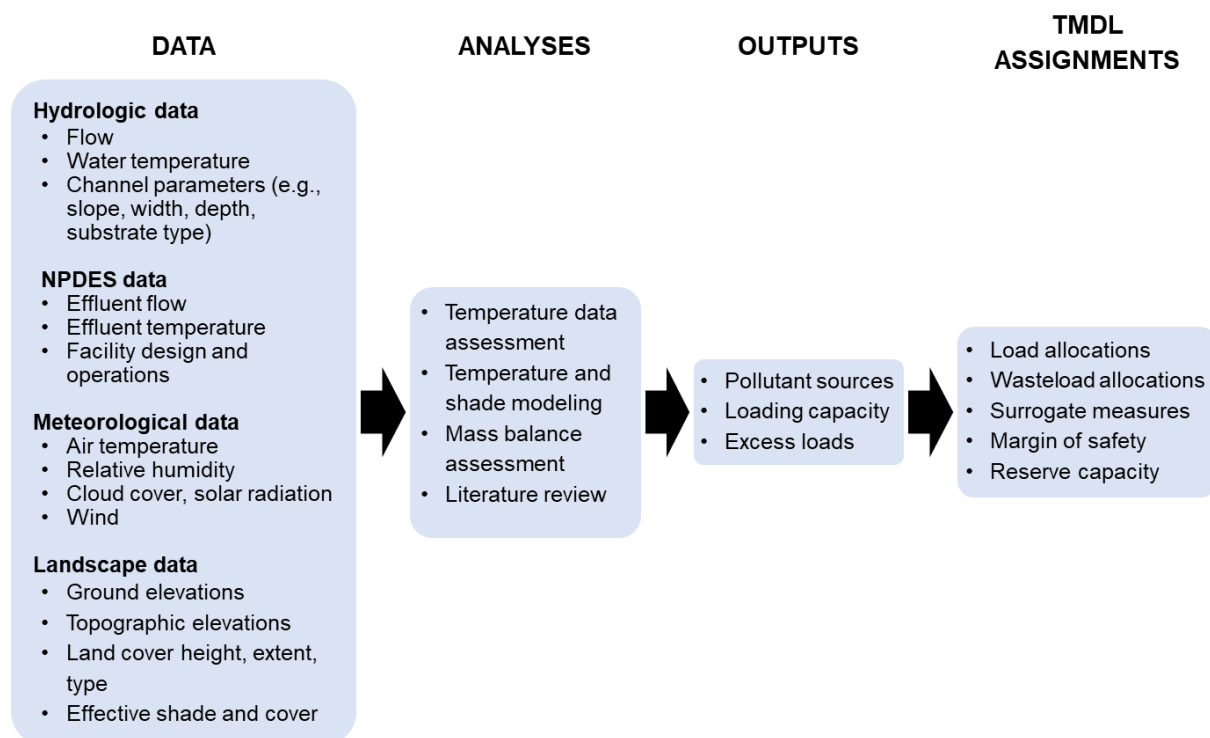 DATA
Hydrologic data
• Flow
• Water temperature
• Channel parameters (e.g.,
slope, width, depth,
substrate type)
NPDES data
• Effluent flow
• Effluent temperature
• Facility design and
operations
Meteorological data
• Air temperature
• Relative humidity
• Cloud cover, solar radiation
• Wind
Landscape data
• Ground elevations
• Topographic elevations
• Land cover height, extent,
type
• Effective shade and cover
ANALYSES
• Temperature data
assessment
• Temperature and
shade modeling
• Mass balance
assessment
• Literature review
OUTPUTS
• Pollutant sources
• Loading capacity
• Excess loads
TMDL
ASSIGNMENTS
• Load allocations
• Wasteload allocations
• Surrogate measures
• Margin of safety
• Reserve capacity